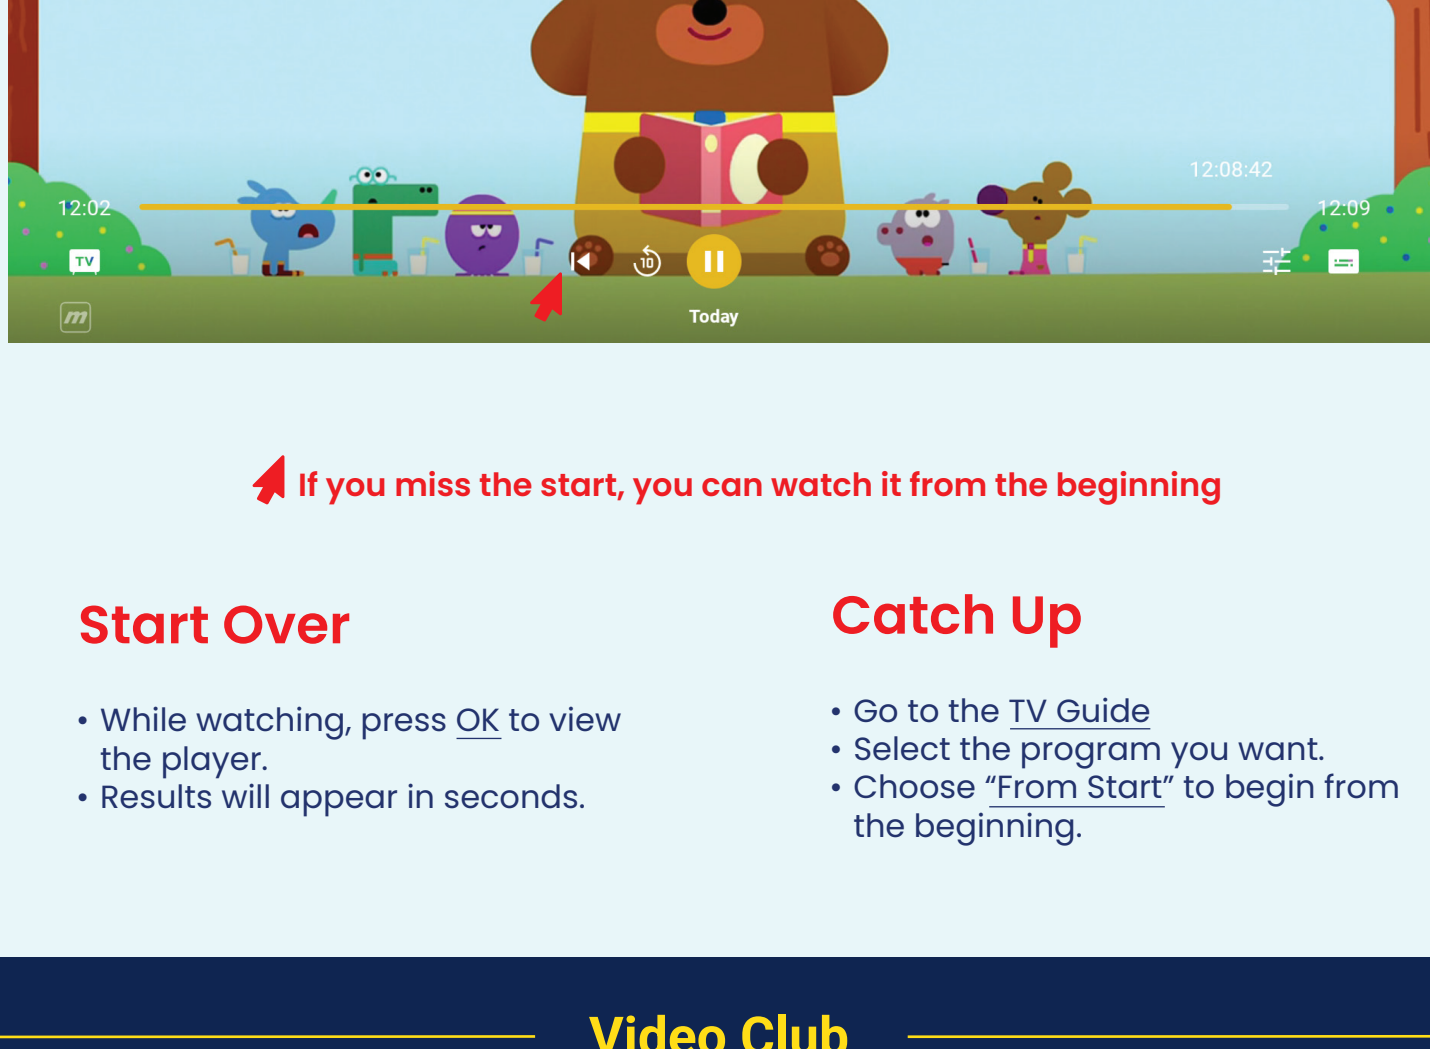 12:08:42
12:02
12:09
TV
10
m
Today
If you miss the start, you can watch it from the beginning
Start Over
• While watching, press OK to view
the player.
• Results will appear in seconds.
Catch Up
• Go to the TV Guide
• Select the program you want.
• Choose “From Start” to begin from
the beginning.
Video Club